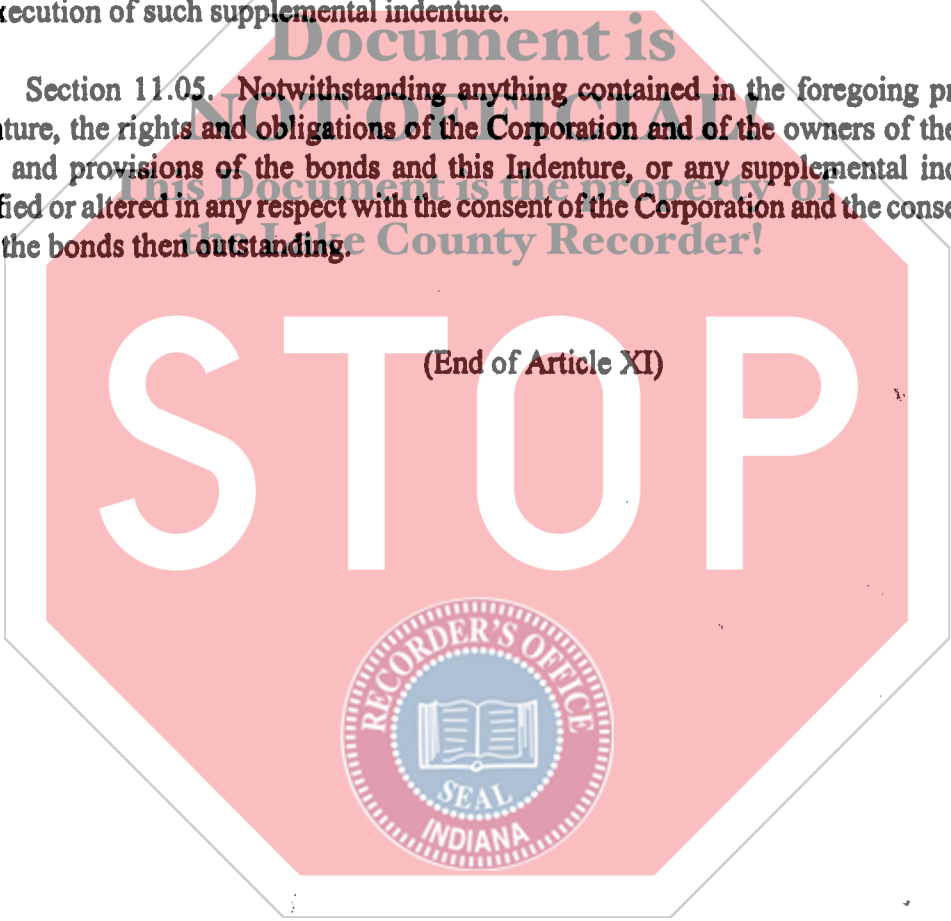 xecution of such supplemental indenture.
Document is
Section 11.05. Notwithstanding anything contained in the foregoing pr
NOT OFFICIAL!
ture, the rights and obligations of the Corporation and of the owners of the
and provisions of the bonds and this Indenture, or any supplemental ind
This Document is the property of
fied or altered in any respect with the consent of the Corporation and the conse
the Lake County Recorder!
the bonds then outstanding.
(End of Article XI)
STOP
RECORDER'S OFFICE
SEAL
INDIANA